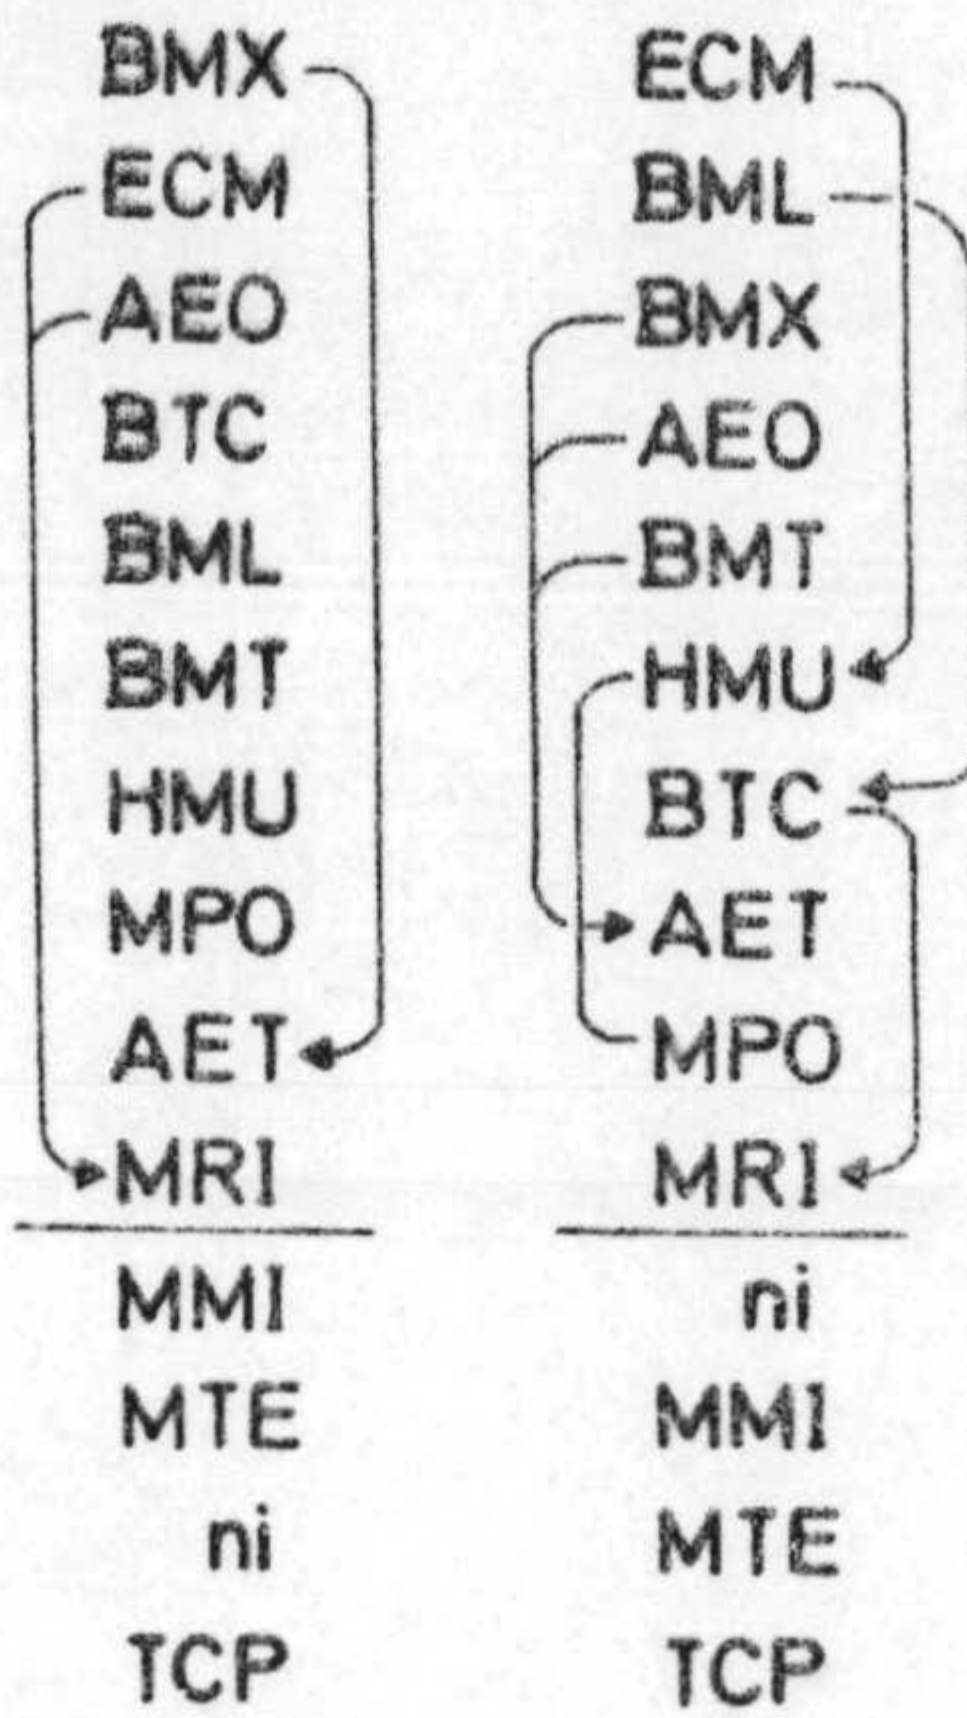 BMX
ECM
AEO
BTC
BML
BMT
HMU
MPO
AET
MRI
MMI
MTE
ni
TCP
ECM
BML
BMX
AEO
BMT
HMU
BTC
AET
MPO
MRI
ni
MMI
MTE
TCP